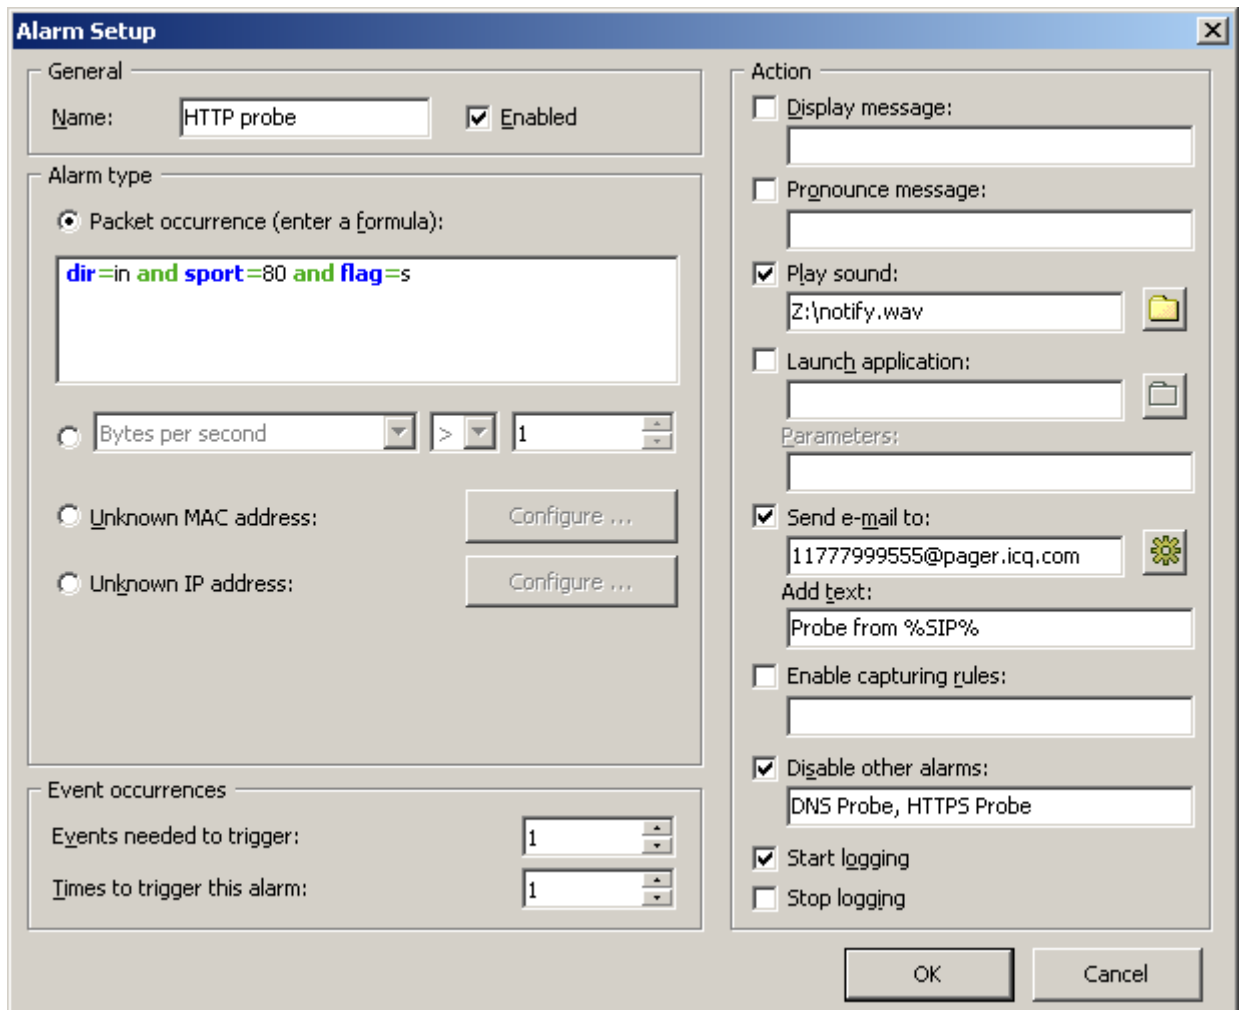 Alarm Setup
General
Name: HTTP probe Enabled
Alarm type
Packet occurrence (enter a formula):
dir=in and sport=80 and flag=s
Bytes per second > 1
Unknown MAC address: Configure ...
Unknown IP address: Configure ...
Event occurrences
Events needed to trigger: 1
Times to trigger this alarm: 1
Action
Display message:
Pronounce message:
Play sound:
Z:\notify.wav
Launch application:
Parameters:
Send e-mail to:
11777999555@pager.icq.com
Add text:
Probe from %SIP%
Enable capturing rules:
Disable other alarms:
DNS Probe, HTTPS Probe
Start logging
Stop logging
OK Cancel